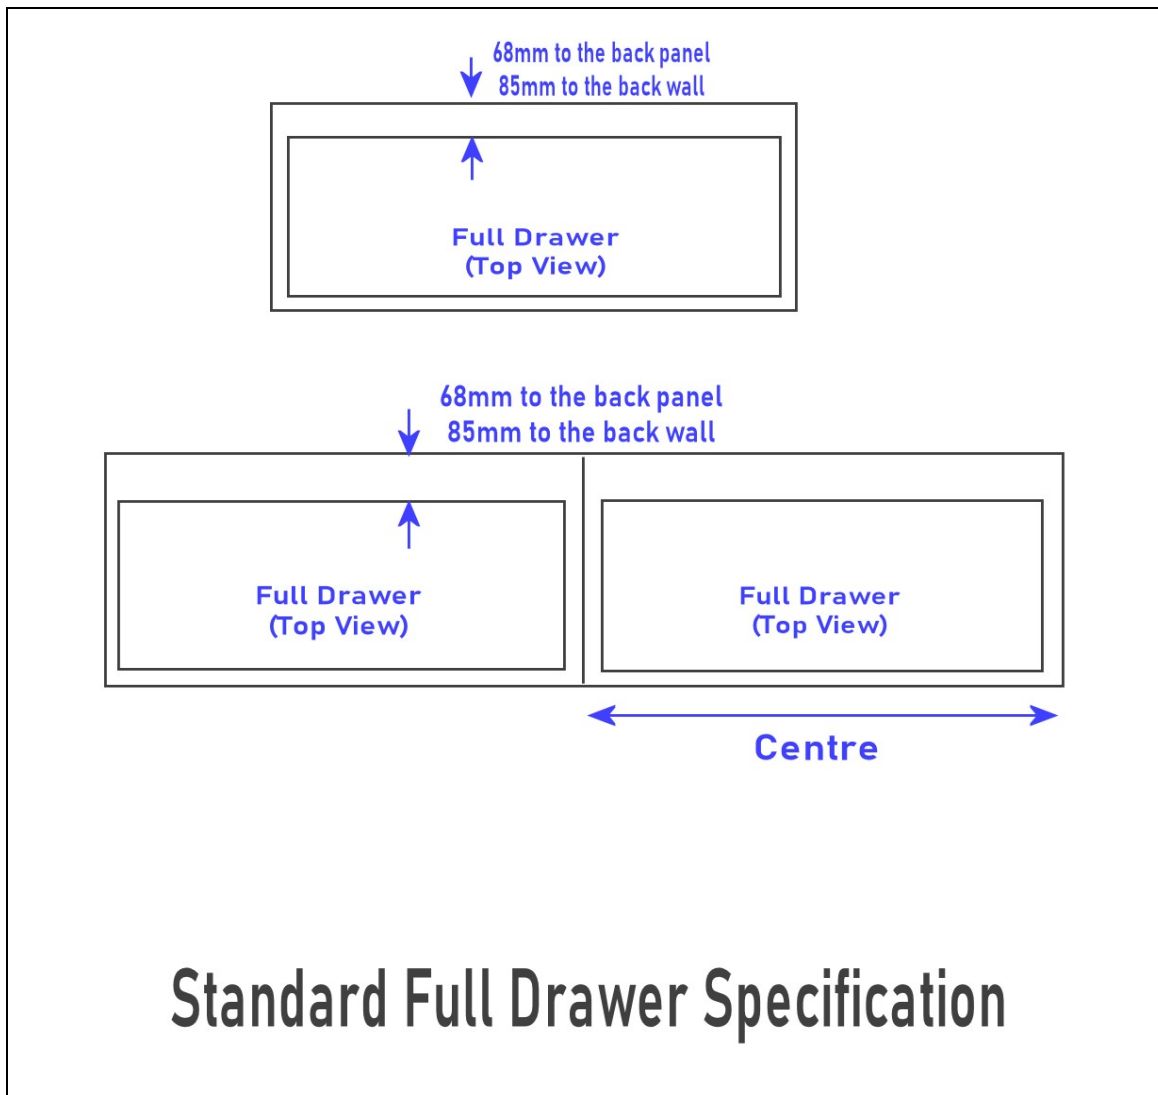 68mm to the back panel
85mm to the back wall
Full Drawer
(Top View)
68mm to the back panel
85mm to the back wall
Full Drawer
(Top View)
Full Drawer
(Top View)
Centre
Standard Full Drawer Specification